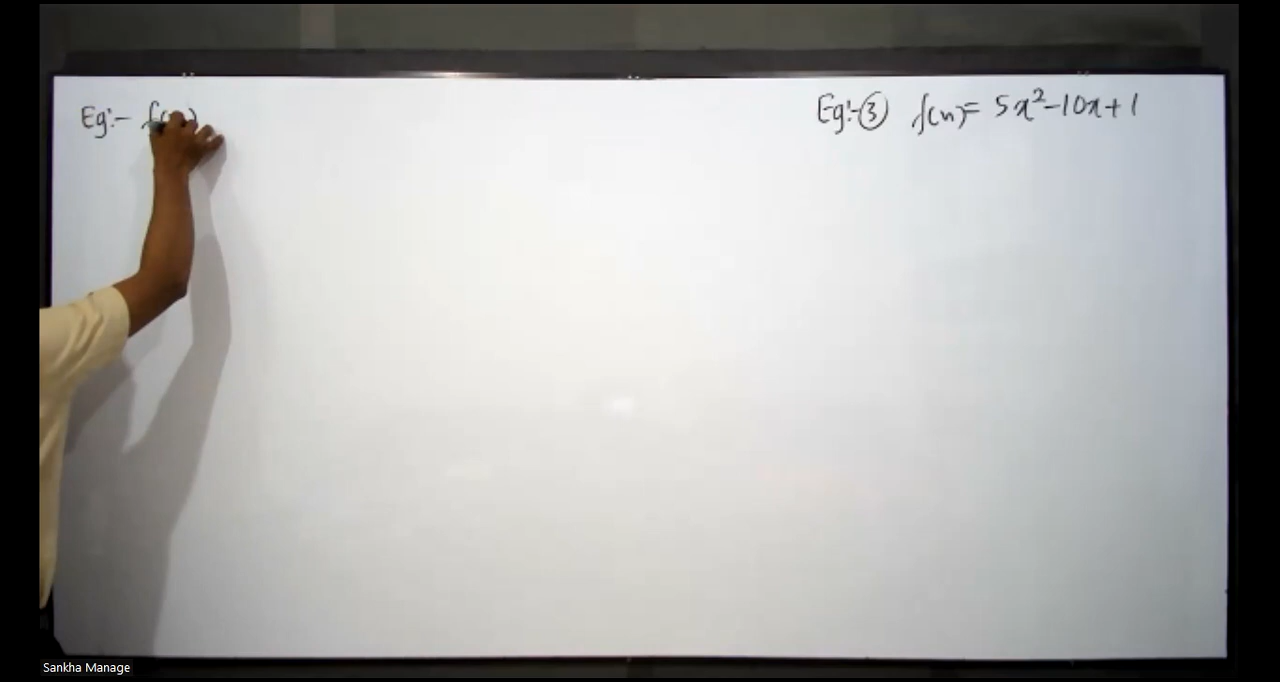 Eg:- f(x)
Eg:-③ f(x)= 5x²-10x+1
Sankha Manage